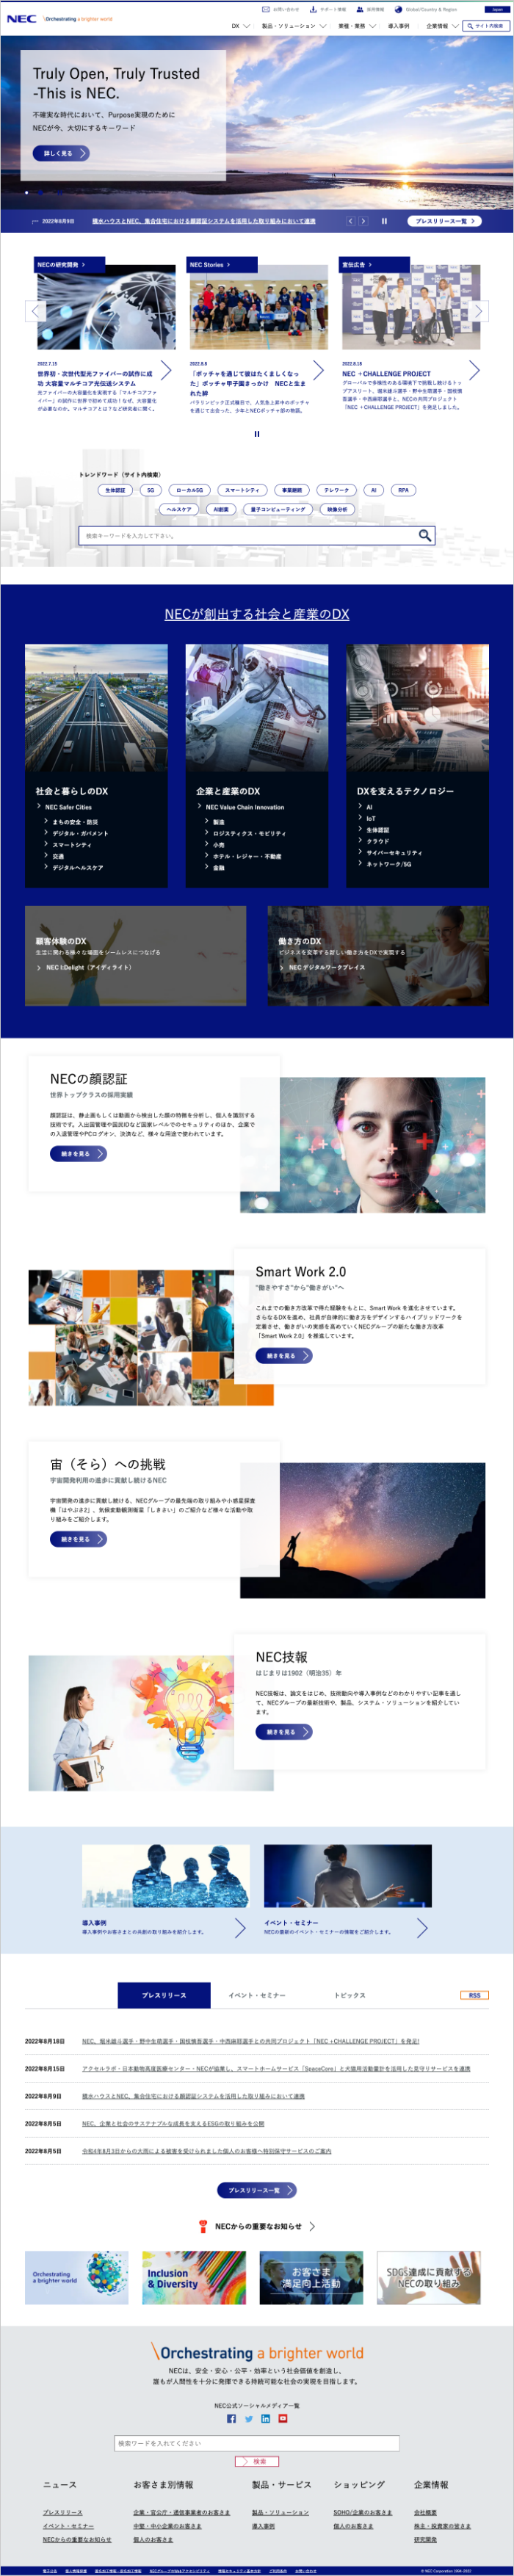 お問い合わせ サポート情報 採用情報 Global/Country & Region Japan
NEC \Orchestrating a brighter world
DX 製品・ソリューション 業種・業務 導入事例 企業情報 サイト内検索
Truly Open, Truly Trusted
-This is NEC.
不確実な時代において、Purpose実現のために
NECが今、大切にするキーワード
詳しく見る
2022年8月9日 積水ハウスとNEC、集合住宅における顔認証システムを活用した取り組みにおいて連携 プレスリリース一覧
NECの研究開発 NEC Stories 宣伝広告
2022.7.15
世界初・次世代型光ファイバーの試作に成
功 大容量マルチコア光伝送システム
光ファイバーの大容量化を実現する「マルチコアファ
イバー」の試作に世界で初めて成功！なぜ、大容量化
が必要なのか。マルチコアとは？など研究者に聞く。
2022.8.8
「ボッチャを通じて彼はたくましくなっ
た」ボッチャ甲子園きっかけ NECと生ま
れた絆
パラリンピック正式種目で、人気急上昇中のボッチャ
を通じて出会った、少年とNECボッチャ部の物語。
2022.8.18
NEC ＋CHALLENGE PROJECT
グローバルで多様性のある環境下で挑戦し続けるトッ
プアスリート、堀米雄斗選手・野中生萌選手・国枝慎
吾選手・中西麻耶選手と、NECの共同プロジェクト
「NEC ＋CHALLENGE PROJECT」を発足しました。
トレンドワード（サイト内検索）
生体認証 5G ローカル5G スマートシティ 事業継続 テレワーク AI RPA
ヘルスケア AI創薬 量子コンピューティング 映像分析
検索キーワードを入力して下さい。
NECが創出する社会と産業のDX
社会と暮らしのDX
NEC Safer Cities
まちの安全・防災
デジタル・ガバメント
スマートシティ
交通
デジタルヘルスケア
企業と産業のDX
NEC Value Chain Innovation
製造
ロジスティクス・モビリティ
小売
ホテル・レジャー・不動産
金融
DXを支えるテクノロジー
AI
IoT
生体認証
クラウド
サイバーセキュリティ
ネットワーク/5G
顧客体験のDX
生活に関わる様々な場面をシームレスにつなげる
NEC I:Delight（アイディライト）
働き方のDX
ビジネスを変革する新しい働き方をDXで実現する
NEC デジタルワークプレイス
NECの顔認証
世界トップクラスの採用実績
顔認証は、静止画もしくは動画から検出した顔の特徴を分析し、個人を識別する
技術です。入出国管理や国民IDなど国家レベルでのセキュリティのほか、企業で
の入退管理やPCログオン、決済など、様々な用途で使われています。
続きを見る
Smart Work 2.0
"働きやすさ"から"働きがい"へ
これまでの働き方改革で得た経験をもとに、Smart Work を進化させています。
さらなるDXを進め、社員が自律的に働き方をデザインするハイブリッドワークを
定着させ、働きがいの実感を高めていくNECグループの新たな働き方改革
「Smart Work 2.0」を推進しています。
続きを見る
宙（そら）への挑戦
宇宙開発利用の進歩に貢献し続けるNEC
宇宙開発の進歩に貢献し続ける、NECグループの最先端の取り組みや小惑星探査
機「はやぶさ2」、気候変動観測衛星「しきさい」のご紹介など様々な活動や取
り組みをご紹介します。
続きを見る
NEC技報
はじまりは1902（明治35）年
NEC技報は、論文をはじめ、技術動向や導入事例などのわかりやすい記事を通し
て、NECグループの最新技術や、製品、システム・ソリューションを紹介してい
ます。
続きを見る
導入事例
導入事例やお客さまとの共創の取り組みを紹介します。
イベント・セミナー
NECの最新のイベント・セミナーの情報をご紹介します。
プレスリリース イベント・セミナー トピックス RSS
2022年8月18日 NEC、堀米雄斗選手・野中生萌選手・国枝慎吾選手・中西麻耶選手との共同プロジェクト「NEC +CHALLENGE PROJECT」を発足!
2022年8月15日 アクセルラボ・日本動物高度医療センター・NECが協業し、スマートホームサービス「SpaceCore」と犬猫用活動量計を活用した見守りサービスを連携
2022年8月9日 積水ハウスとNEC、集合住宅における顔認証システムを活用した取り組みにおいて連携
2022年8月5日 NEC、企業と社会のサステナブルな成長を支えるESGの取り組みを公開
2022年8月5日 令和4年8月3日からの大雨による被害を受けられました個人のお客様へ特別保守サービスのご案内
プレスリリース一覧
NECからの重要なお知らせ
Orchestrating
a brighter world
Inclusion
& Diversity
お客さま
満足向上活動
SDGs達成に貢献する
NECの取り組み
\Orchestrating a brighter world
NECは、安全・安心・公平・効率という社会価値を創造し、
誰もが人間性を十分に発揮できる持続可能な社会の実現を目指します。
NEC公式ソーシャルメディア一覧
検索ワードを入れてください
検索
ニュース お客さま別情報 製品・サービス ショッピング 企業情報
プレスリリース 企業・官公庁・通信事業者のお客さま 製品・ソリューション SOHO/企業のお客さま 会社概要
イベント・セミナー 中堅・中小企業のお客さま 導入事例 個人のお客さま 株主・投資家の皆さま
NECからの重要なお知らせ 個人のお客さま 研究開発
電子公告 個人情報保護 NECグループのWebアクセシビリティ 情報セキュリティ基本方針 ご利用条件 お問い合わせ © NEC Corporation 1994-2022